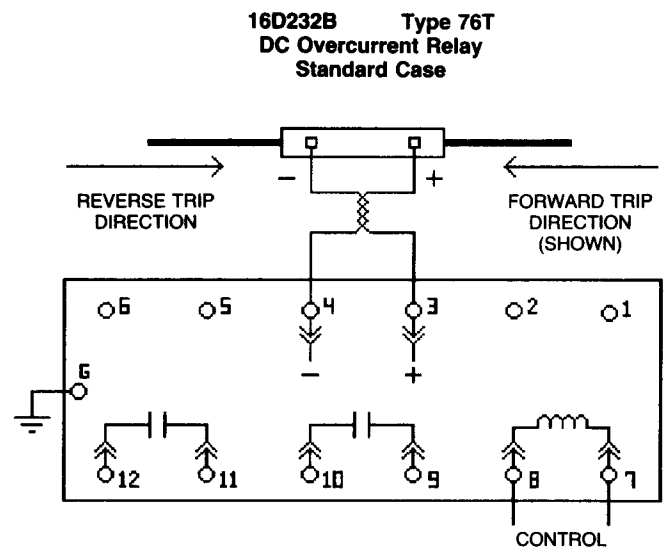 16D232B Type 76T
DC Overcurrent Relay
Standard Case
− +
REVERSE TRIP
DIRECTION
FORWARD TRIP
DIRECTION
(SHOWN)
6 5 4 3 2 1
− +
G
12 11 10 9 8 7
CONTROL